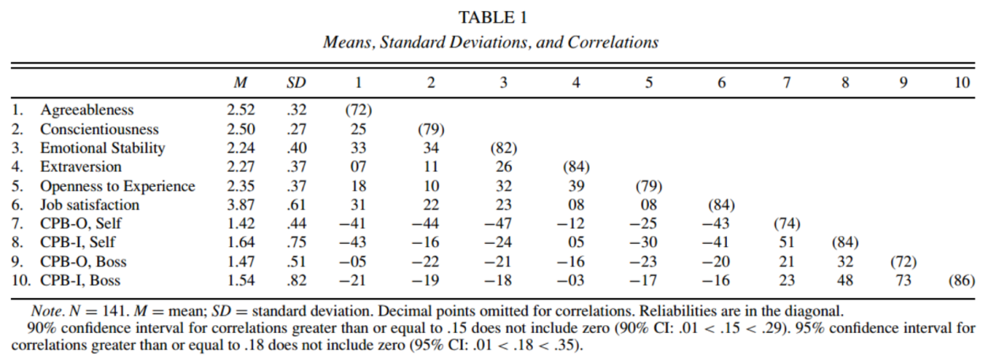 TABLE 1
Means, Standard Deviations, and Correlations
M SD 1 2 3 4 5 6 7 8 9 10
1. Agreeableness 2.52 .32 (72)
2. Conscientiousness 2.50 .27 25 (79)
3. Emotional Stability 2.24 .40 33 34 (82)
4. Extraversion 2.27 .37 07 11 26 (84)
5. Openness to Experience 2.35 .37 18 10 32 39 (79)
6. Job satisfaction 3.87 .61 31 22 23 08 08 (84)
7. CPB-O, Self 1.42 .44 −41 −44 −47 −12 −25 −43 (74)
8. CPB-I, Self 1.64 .75 −43 −16 −24 05 −30 −41 51 (84)
9. CPB-O, Boss 1.47 .51 −05 −22 −21 −16 −23 −20 21 32 (72)
10. CPB-I, Boss 1.54 .82 −21 −19 −18 −03 −17 −16 23 48 73 (86)
Note. N = 141. M = mean; SD = standard deviation. Decimal points omitted for correlations. Reliabilities are in the diagonal.
90% confidence interval for correlations greater than or equal to .15 does not include zero (90% CI: .01 < .15 < .29). 95% confidence interval for
correlations greater than or equal to .18 does not include zero (95% CI: .01 < .18 < .35).